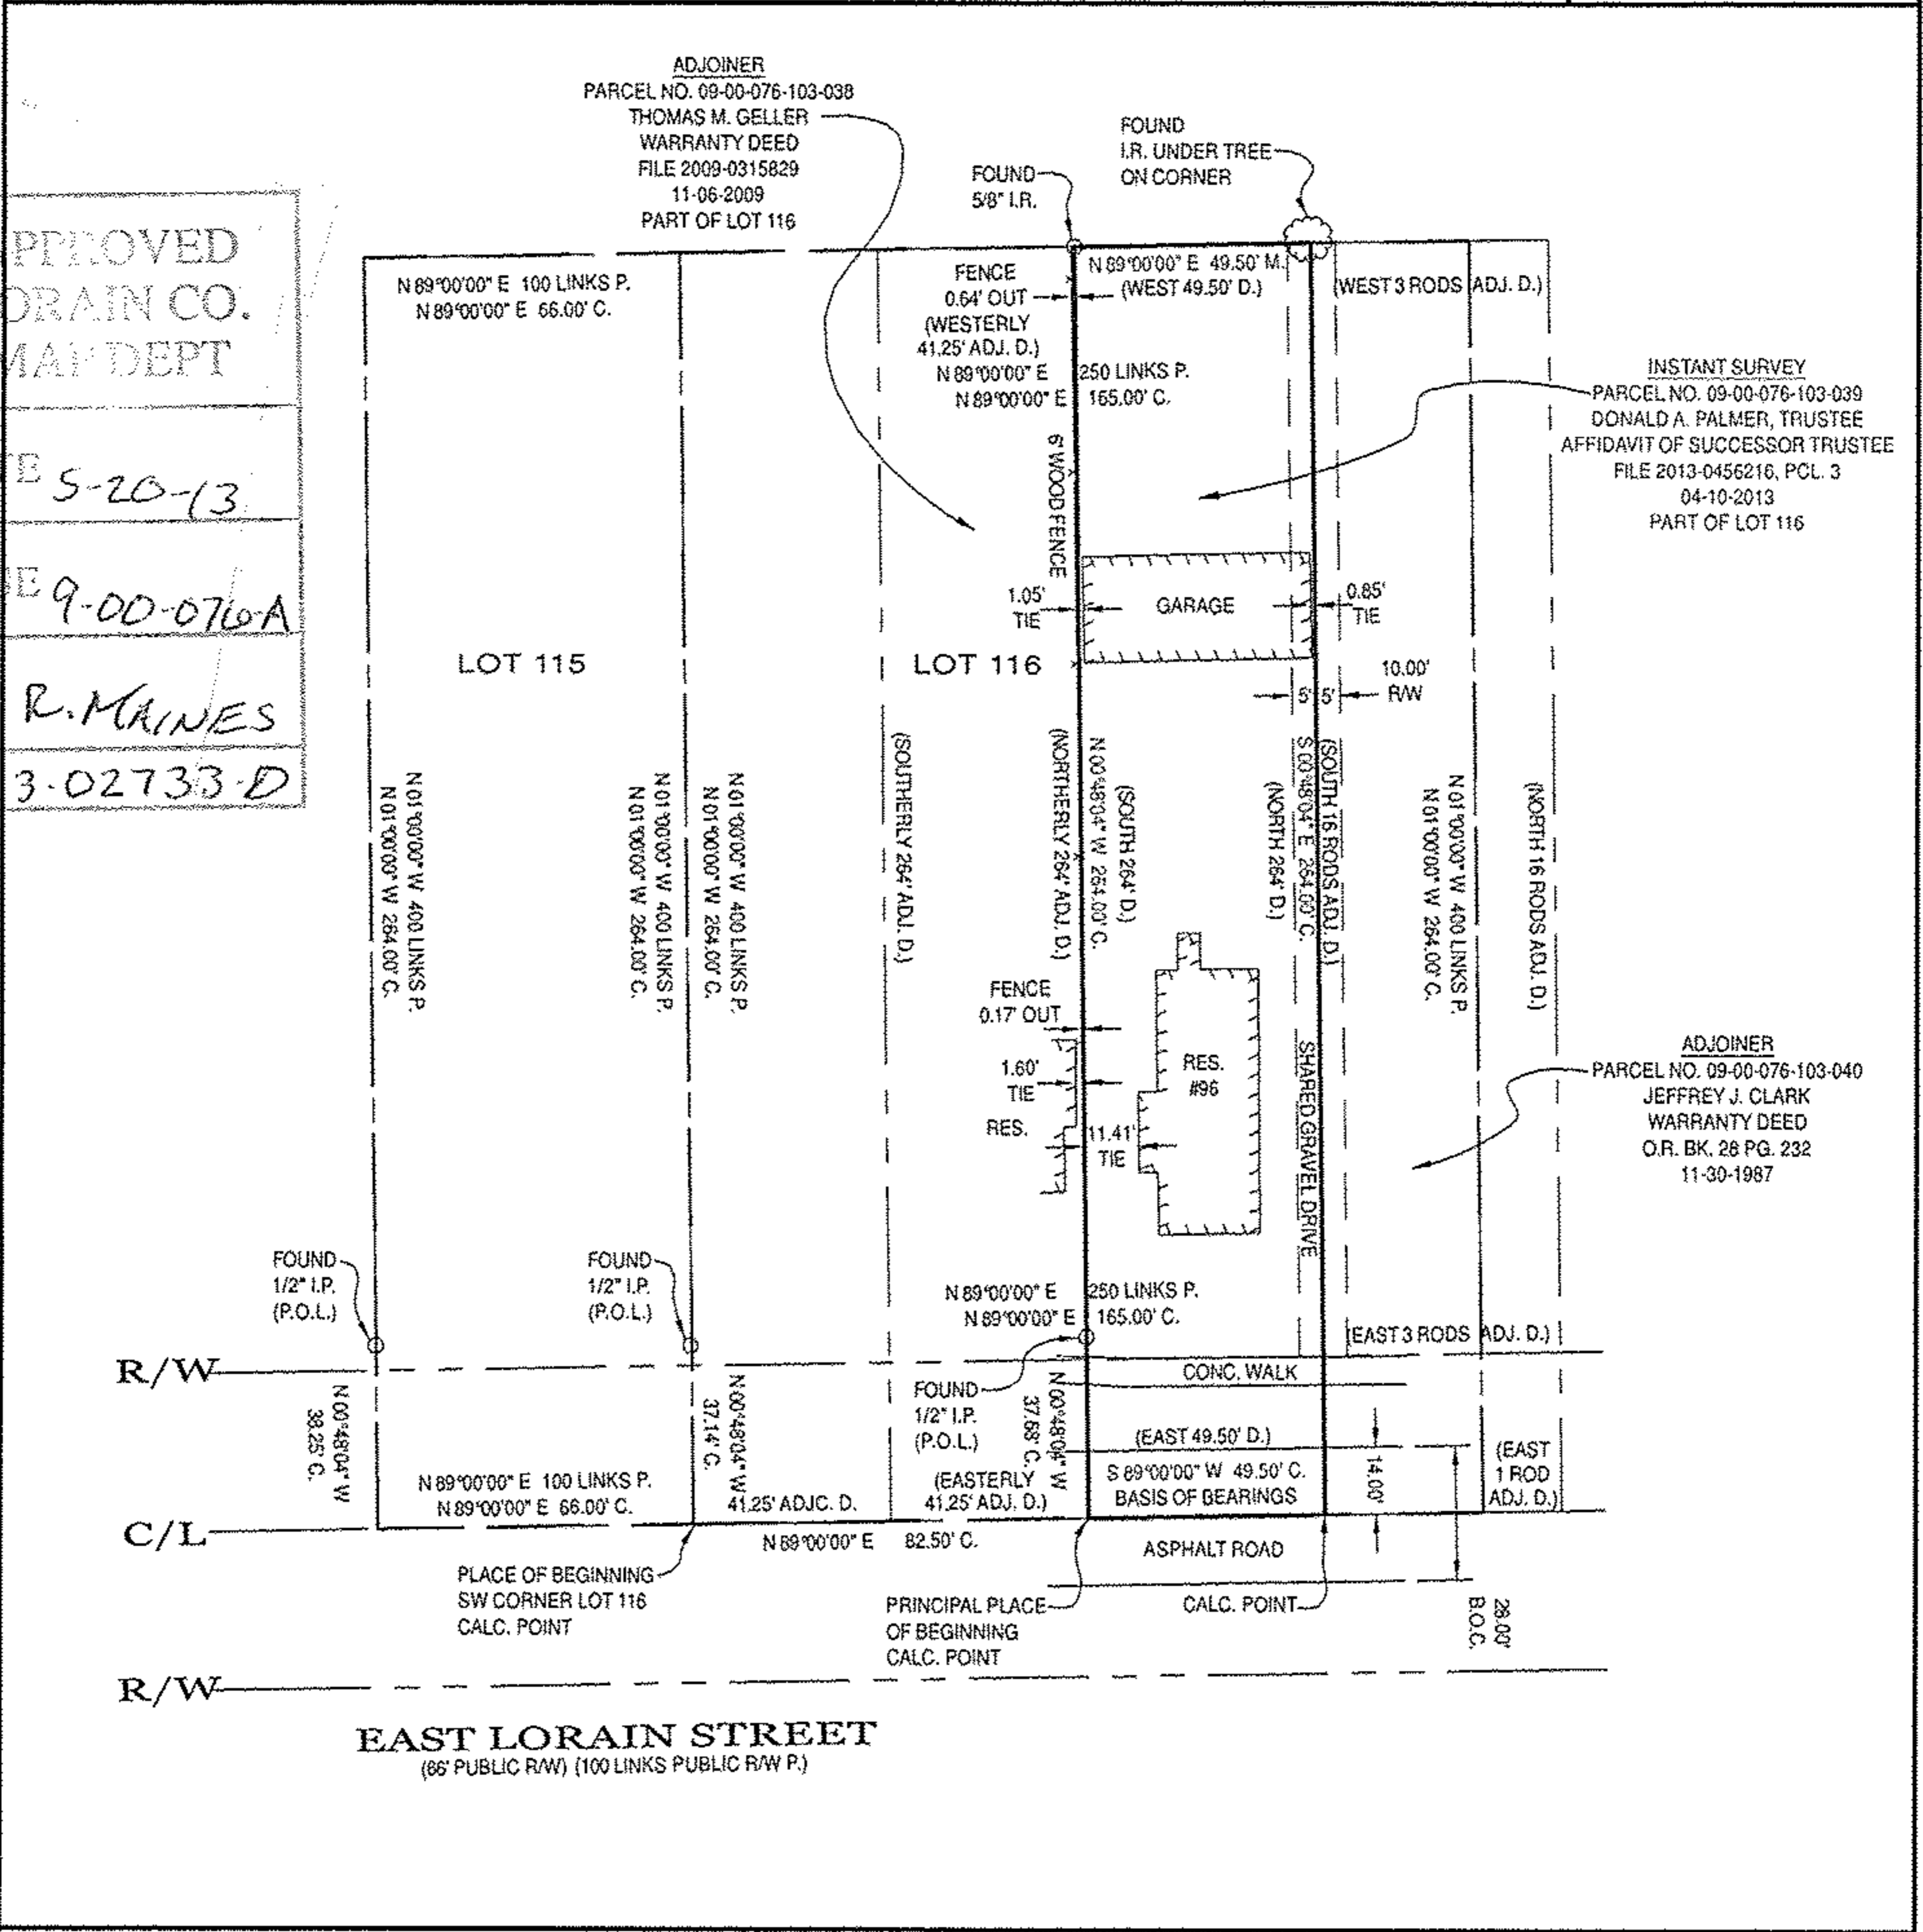 ADJOINER
PARCEL NO. 09-00-076-103-038
THOMAS M. GELLER
WARRANTY DEED
FILE 2009-0315829
11-06-2009
PART OF LOT 116
FOUND
5/8" I.R.
FOUND
I.R. UNDER TREE
ON CORNER
PPROVED
ORAIN CO.
MAP DEPT
E 5-20-13
E 9-00-076-A
R. MAINES
3-02733-D
N 89°00'00" E 100 LINKS P.
N 89°00'00" E 66.00' C.
FENCE
0.64' OUT
(WESTERLY
41.25' ADJ. D.)
N 89°00'00" E 49.50' M.
(WEST 49.50' D.)
(WEST 3 RODS ADJ. D.)
N 89°00'00" E 250 LINKS P.
N 89°00'00" E 165.00' C.
INSTANT SURVEY
PARCEL NO. 09-00-076-103-039
DONALD A. PALMER, TRUSTEE
AFFIDAVIT OF SUCCESSOR TRUSTEE
FILE 2013-0456216, PCL. 3
04-10-2013
PART OF LOT 116
6' WOOD FENCE
1.05'
TIE
GARAGE
0.85'
TIE
LOT 115
LOT 116
10.00'
R/W
5' 5'
N 01°00'00" W 400 LINKS P.
N 01°00'00" W 264.00' C.
N 01°00'00" W 400 LINKS P.
N 01°00'00" W 264.00' C.
N 01°00'00" W 400 LINKS P.
N 01°00'00" W 264.00' C.
(SOUTHERLY 264' ADJ. D.)
(NORTHERLY 264' ADJ. D.)
N 00°48'04" W 264.00' C.
(SOUTH 264' D.)
(NORTH 264' D.)
S 00°48'04" E 264.00' C.
(SOUTH 16 RODS ADJ. D.)
N 01°00'00" W 400 LINKS P.
N 01°00'00" W 264.00' C.
(NORTH 16 RODS ADJ. D.)
FENCE
0.17' OUT
1.60'
TIE
RES.
11.41'
TIE
RES.
#96
SHARED GRAVEL DRIVE
ADJOINER
PARCEL NO. 09-00-076-103-040
JEFFREY J. CLARK
WARRANTY DEED
O.R. BK. 28 PG. 232
11-30-1987
FOUND
1/2" I.P.
(P.O.L.)
FOUND
1/2" I.P.
(P.O.L.)
N 89°00'00" E 250 LINKS P.
N 89°00'00" E 165.00' C.
(EAST 3 RODS ADJ. D.)
R/W
CONC. WALK
FOUND
1/2" I.P.
(P.O.L.)
N 00°48'04" W
38.25' C.
N 00°48'04" W
37.14' C.
N 00°48'04" W
37.68' C.
(EAST 49.50' D.)
S 89°00'00" W 49.50' C.
BASIS OF BEARINGS
14.00'
(EAST
1 ROD
ADJ. D.)
N 89°00'00" E 100 LINKS P.
N 89°00'00" E 66.00' C.
41.25' ADJC. D.
(EASTERLY
41.25' ADJ. D.)
C/L
N 89°00'00" E 82.50' C.
ASPHALT ROAD
PLACE OF BEGINNING
SW CORNER LOT 116
CALC. POINT
PRINCIPAL PLACE
OF BEGINNING
CALC. POINT
CALC. POINT
28.00'
B.O.C.
R/W
EAST LORAIN STREET
(66' PUBLIC R/W) (100 LINKS PUBLIC R/W P.)